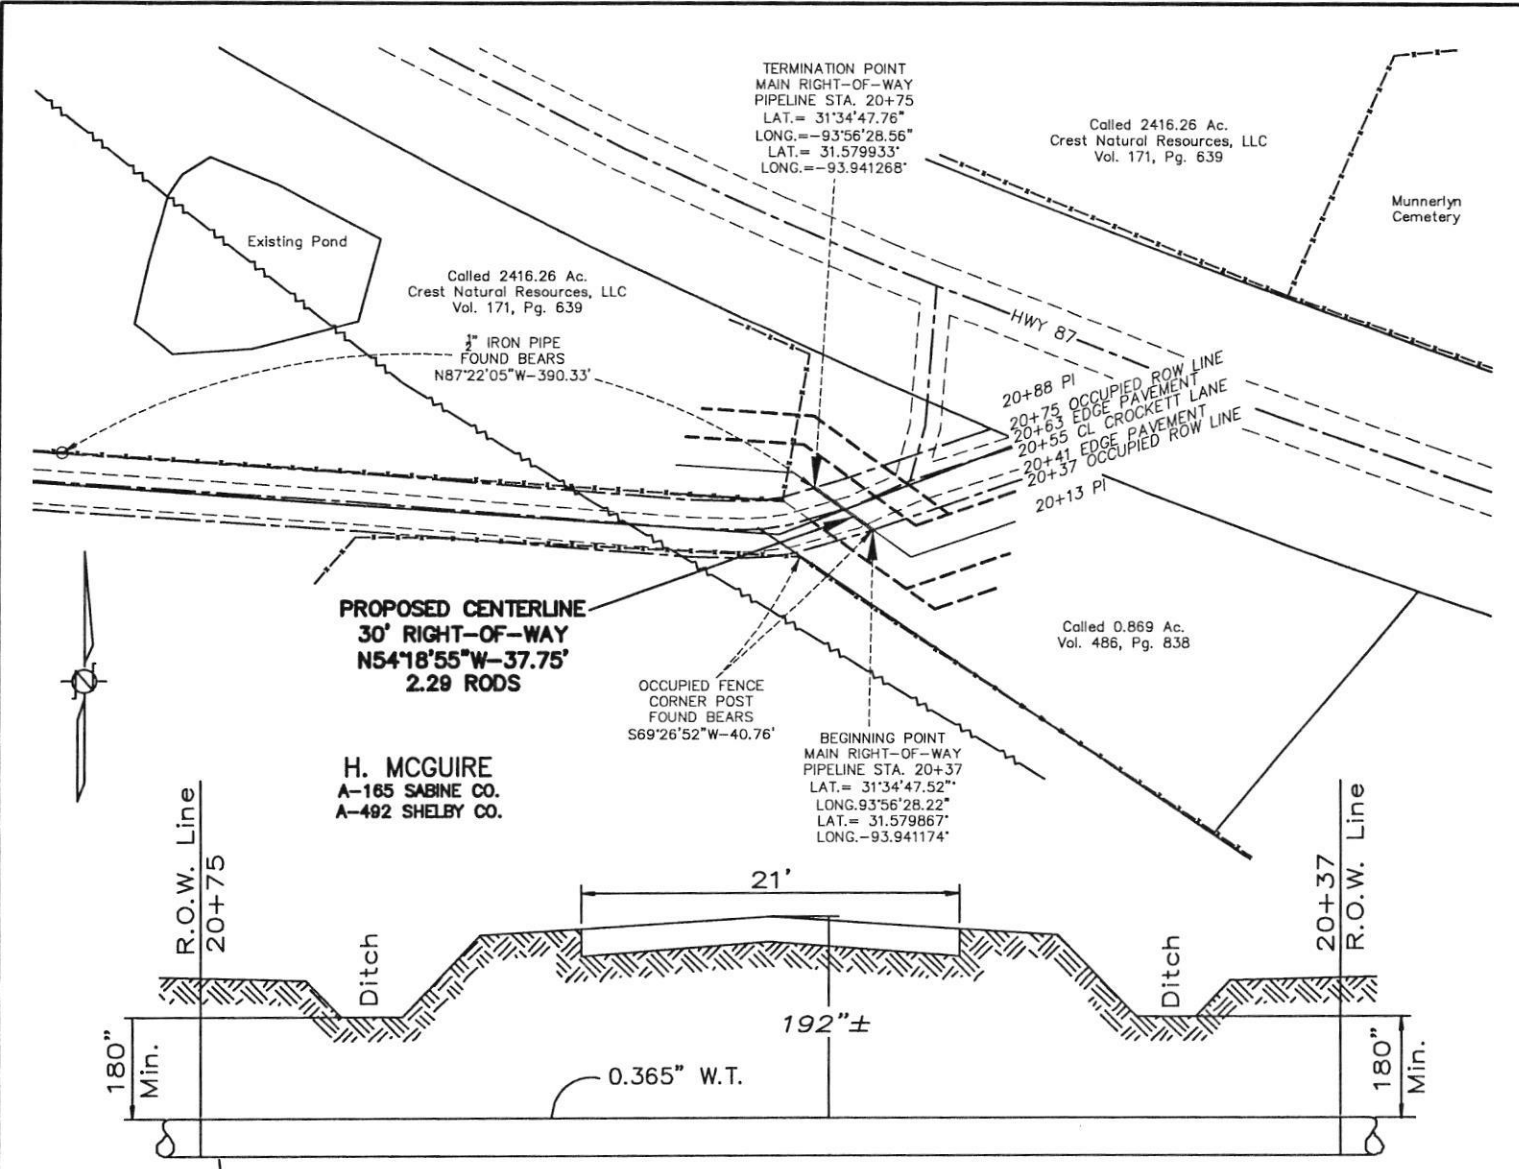 TERMINATION POINT
MAIN RIGHT-OF-WAY
PIPELINE STA. 20+75
LAT.= 31°34'47.76"
LONG.=-93°56'28.56"
LAT.= 31.579933°
LONG.=-93.941268°
Called 2416.26 Ac.
Crest Natural Resources, LLC
Vol. 171, Pg. 639
Munnerlyn
Cemetery
Existing Pond
Called 2416.26 Ac.
Crest Natural Resources, LLC
Vol. 171, Pg. 639
½" IRON PIPE
FOUND BEARS
N87°22'05"W-390.33'
HWY 87
20+88 PI
20+75 OCCUPIED ROW LINE
20+63 EDGE PAVEMENT
20+55 CL CROCKETT LANE
20+41 EDGE PAVEMENT
20+37 OCCUPIED ROW LINE
20+13 PI
PROPOSED CENTERLINE
30' RIGHT-OF-WAY
N54°18'55"W-37.75'
2.29 RODS
Called 0.869 Ac.
Vol. 486, Pg. 838
OCCUPIED FENCE
CORNER POST
FOUND BEARS
S69°26'52"W-40.76'
BEGINNING POINT
MAIN RIGHT-OF-WAY
PIPELINE STA. 20+37
LAT.= 31°34'47.52"°
LONG.93°56'28.22"
LAT.= 31.579867°
LONG.-93.941174°
H. MCGUIRE
A-165 SABINE CO.
A-492 SHELBY CO.
R.O.W. Line
20+75
Ditch
21'
192"±
Ditch
20+37
R.O.W. Line
180"
Min.
0.365" W.T.
180"
Min.